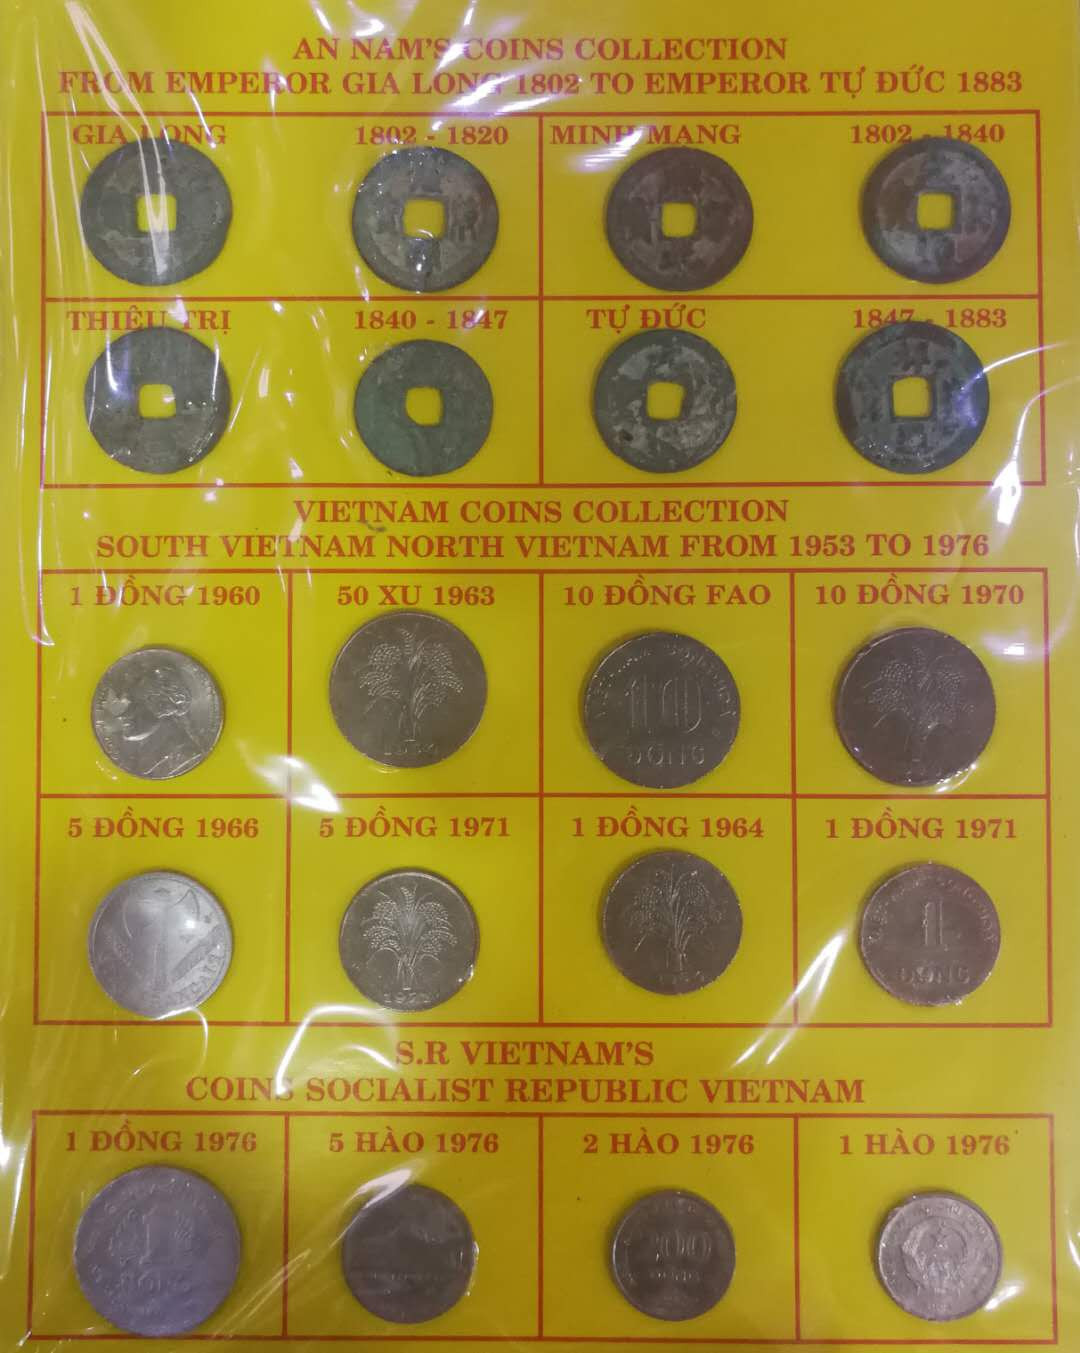 AN NAM'S COINS COLLECTION
FROM EMPEROR GIA LONG 1802 TO EMPEROR TỰ ĐỨC 1883
GIA LONG 1802 - 1820 MINH MANG 1802 - 1840
THIỆU TRỊ 1840 - 1847 TỰ ĐỨC 1847 - 1883
VIETNAM COINS COLLECTION
SOUTH VIETNAM NORTH VIETNAM FROM 1953 TO 1976
1 ĐỒNG 1960 50 XU 1963 10 ĐỒNG FAO 10 ĐỒNG 1970
10
ĐỒNG
5 ĐỒNG 1966 5 ĐỒNG 1971 1 ĐỒNG 1964 1 ĐỒNG 1971
1
ĐỒNG
S.R VIETNAM'S
COINS SOCIALIST REPUBLIC VIETNAM
1 ĐỒNG 1976 5 HÀO 1976 2 HÀO 1976 1 HÀO 1976
1
ĐỒNG